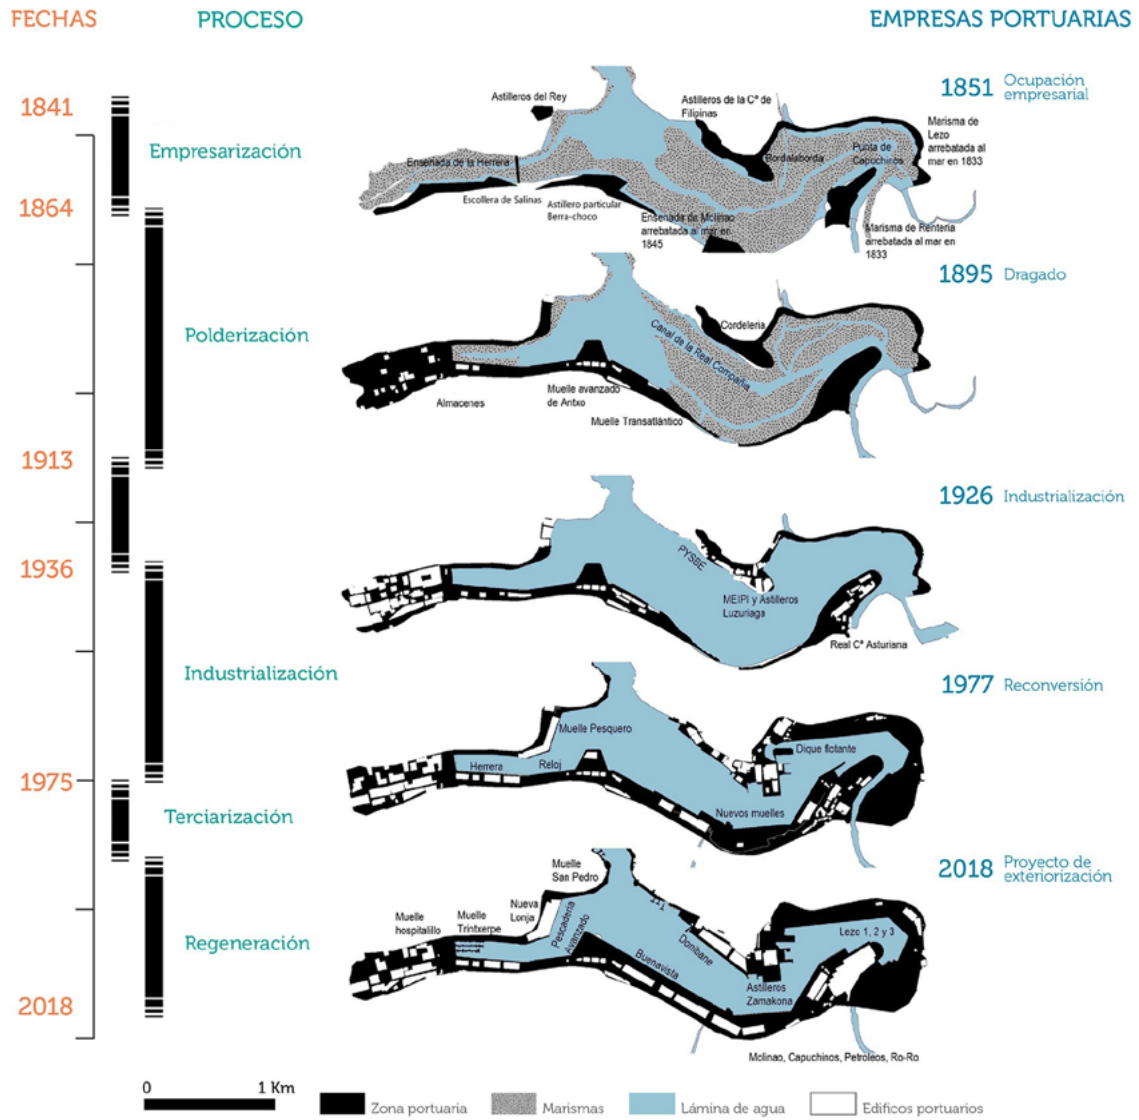 FECHAS
PROCESO
EMPRESAS PORTUARIAS
1841
1864
1913
1936
1975
2018
Empresarización
Polderización
Industrialización
Terciarización
Regeneración
1851 Ocupación
empresarial
Astilleros del Rey
Astilleros de la Cª de
Filipinas
Marisma de
Lezo
arrebatada al
mar en 1833
Ensenada de la Herrera
Bordalaborda
Punta de
Capuchinos
Escollera de Salinas
Astillero particular
Berra-choco
Ensenada de Molinao
arrebatada al mar en
1845
Marisma de Rentería
arrebatada al mar en
1833
1895 Dragado
Cordelería
Canal de la Real Compañía
Almacenes
Muelle avanzado
de Antxo
Muelle Transatlántico
1926 Industrialización
PYSBE
MEIPI y Astilleros
Luzuriaga
Real Cª Asturiana
1977 Reconversión
Muelle Pesquero
Herrera
Reloj
Dique flotante
Nuevos muelles
2018 Proyecto de
exteriorización
Muelle
San Pedro
Muelle
hospitalillo
Muelle
Trintxerpe
Nueva
Lonja
Pescadería
Avanzado
Buenavista
Donibane
Lezo 1, 2 y 3
Astilleros
Zamakona
Molinao, Capuchinos, Petroleos, Ro-Ro
0
1 Km
Zona portuaria
Marismas
Lámina de agua
Edificos portuarios